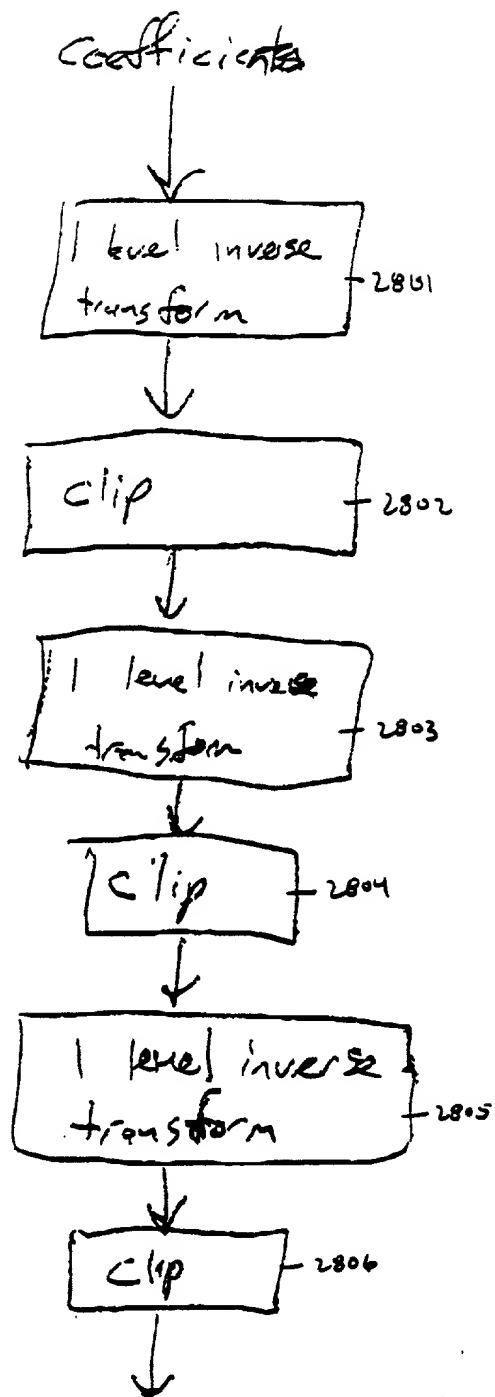 Coefficients
1 level inverse
transform
2801
clip
2802
1 level inverse
transform
2803
Clip
2804
1 level inverse
transform
2805
Clip
2806